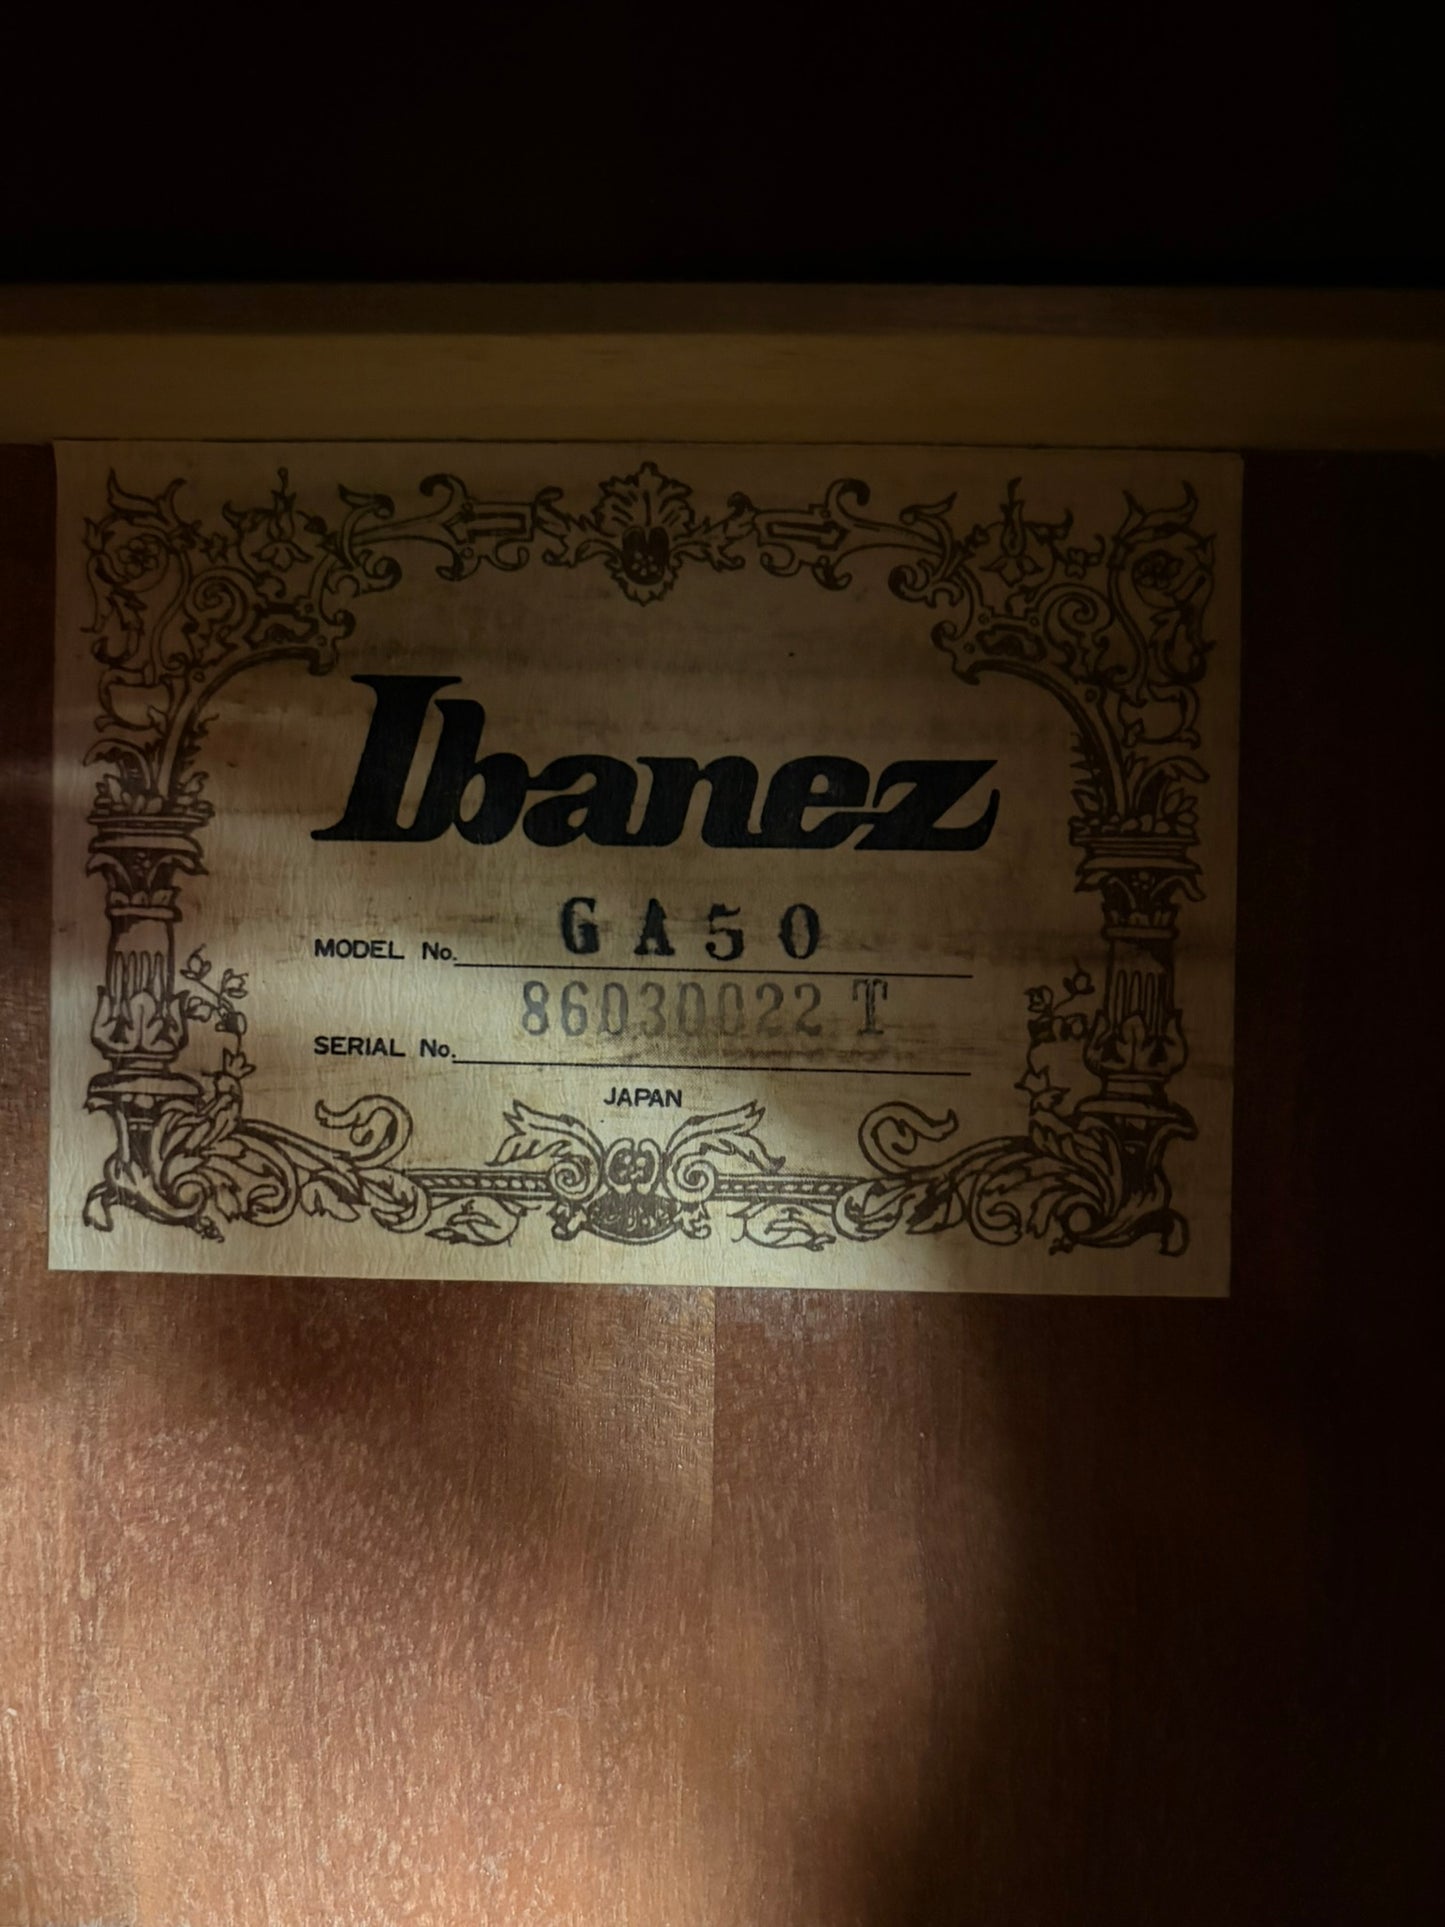 Ibanez
MODEL No. GA50
SERIAL No. 86030022 T
JAPAN